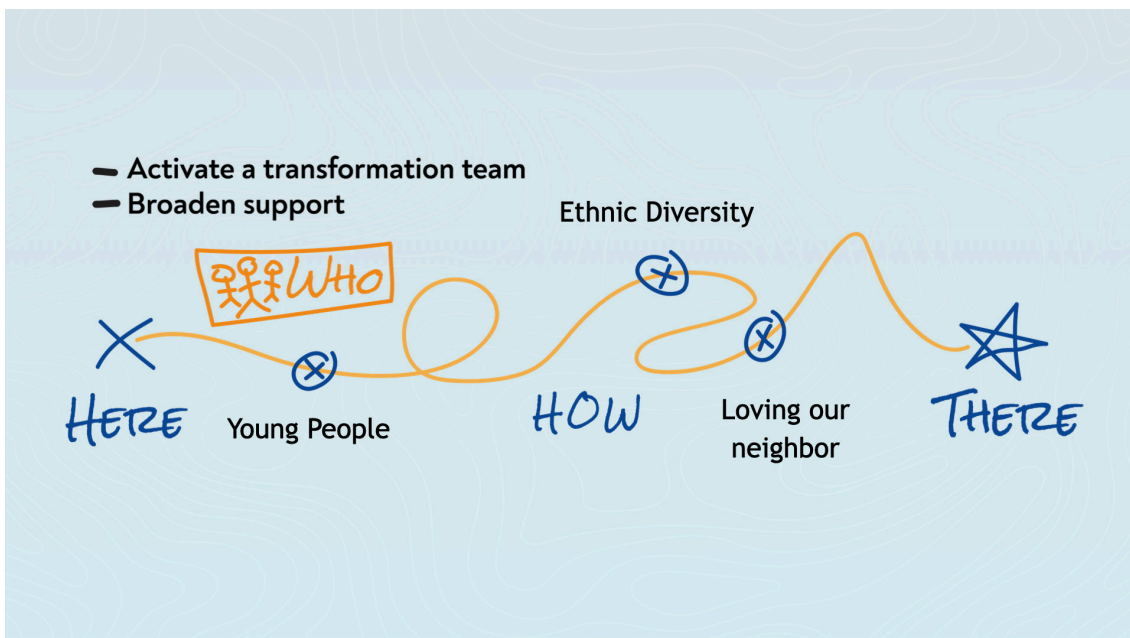 – Activate a transformation team
– Broaden support
Ethnic Diversity
WHO
HERE
Young People
HOW
Loving our
neighbor
THERE